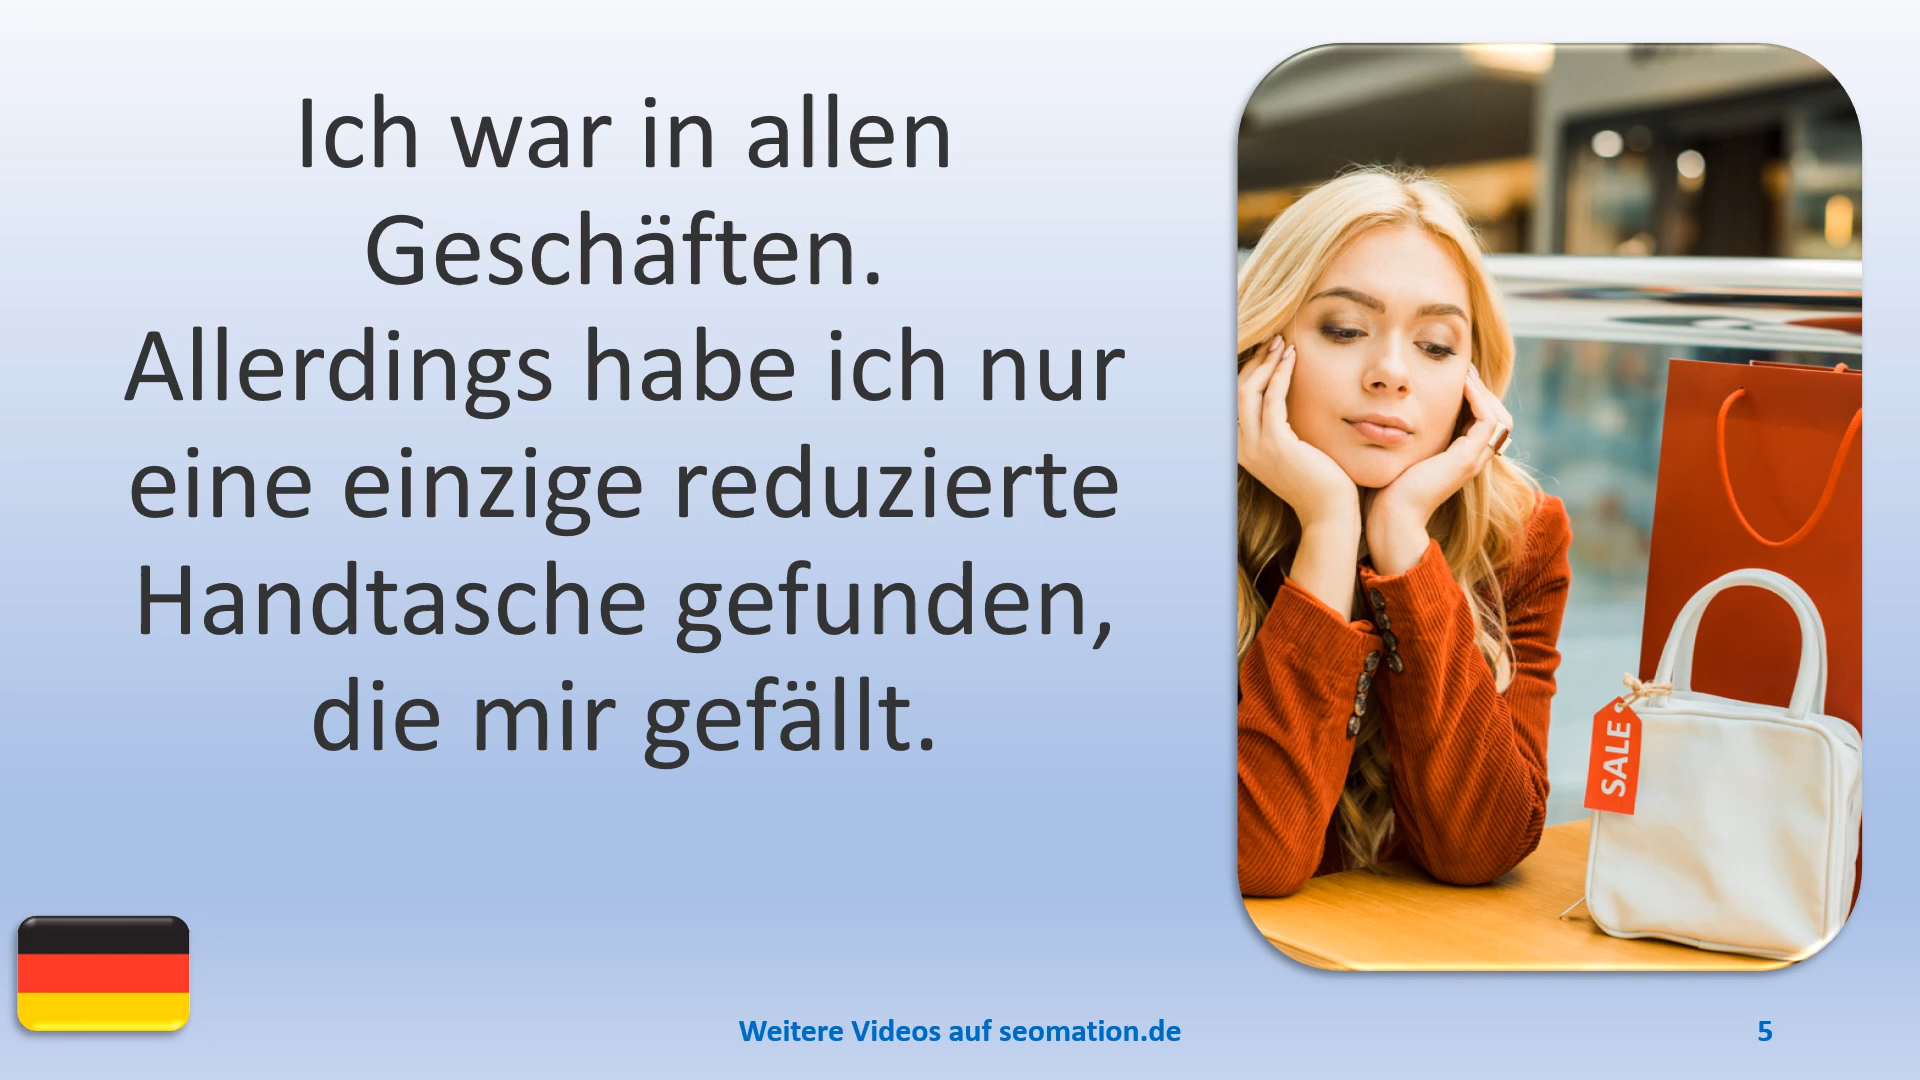 Ich war in allen
Geschäften.
Allerdings habe ich nur
eine einzige reduzierte
Handtasche gefunden,
die mir gefällt.
SALE
Weitere Videos auf seomation.de
5